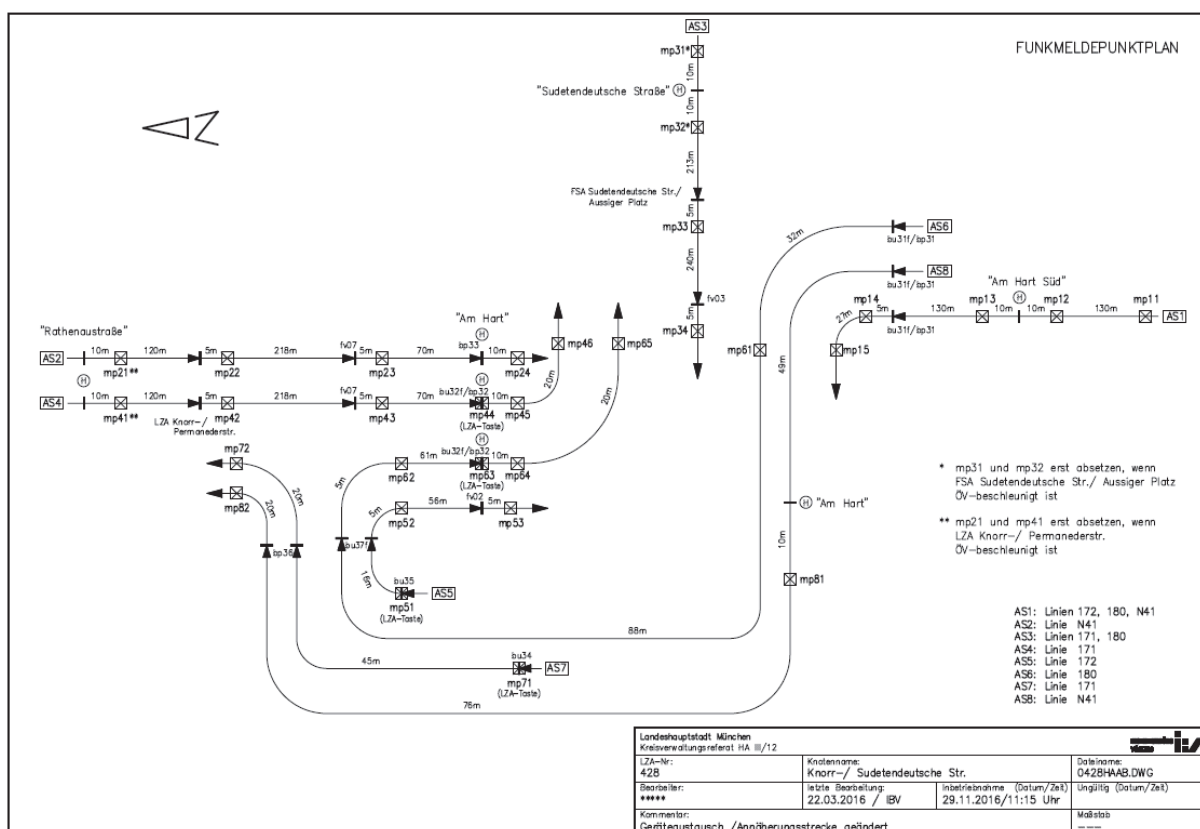 FUNKMELDEPUNKTPLAN
AS3
mp31*
10m
"Sudetendeutsche Straße" H
10m
mp32*
213m
FSA Sudetendeutsche Str./
Aussiger Platz
5m
mp33
240m
fv03
5m
mp34
N
32m
AS6
bu31f/bp31
AS8
bu31f/bp31
"Am Hart Süd"
H
mp14
5m
130m
mp13
10m
10m
mp12
130m
mp11
AS1
bu31f/bp31
27m
mp15
"Rathenaustraße"
AS2
10m
mp21**
120m
5m
mp22
218m
fv07
5m
mp23
70m
"Am Hart"
H
bp33
10m
mp24
mp46
mp65
mp61
H
AS4
10m
mp41**
120m
5m
mp42
LZA Knorr-/
Permanederstr.
218m
fv07
5m
mp43
70m
H
bu32f/bp32
mp44
(LZA-Taste)
10m
mp45
20m
20m
49m
mp72
20m
mp82
20m
bp36
5m
mp62
61m
H
bu32f/bp32
mp63
(LZA-Taste)
10m
mp64
5m
mp52
56m
fv02
5m
mp53
bu37f
16m
bu35
mp51
(LZA-Taste)
AS5
H "Am Hart"
10m
mp81
88m
45m
bu34
mp71
(LZA-Taste)
AS7
76m
* mp31 und mp32 erst absetzen, wenn
FSA Sudetendeutsche Str./ Aussiger Platz
ÖV-beschleunigt ist
** mp21 und mp41 erst absetzen, wenn
LZA Knorr-/ Permanederstr.
ÖV-beschleunigt ist
AS1: Linien 172, 180, N41
AS2: Linie N41
AS3: Linien 171, 180
AS4: Linie 171
AS5: Linie 172
AS6: Linie 180
AS7: Linie 171
AS8: Linie N41
Landeshauptstadt München
Kreisverwaltungsreferat HA III/12
LZA-Nr.:
428
Knotenname:
Knorr-/ Sudetendeutsche Str.
Dateiname:
0428HAAB.DWG
Bearbeiter:
*****
letzte Bearbeitung:
22.03.2016 / IBV
Inbetriebnahme (Datum/Zeit)
29.11.2016/11:15 Uhr
Ungültig (Datum/Zeit)
Kommentar:
Geräteaustausch /Annäherungsstrecke geändert
Maßstab
---